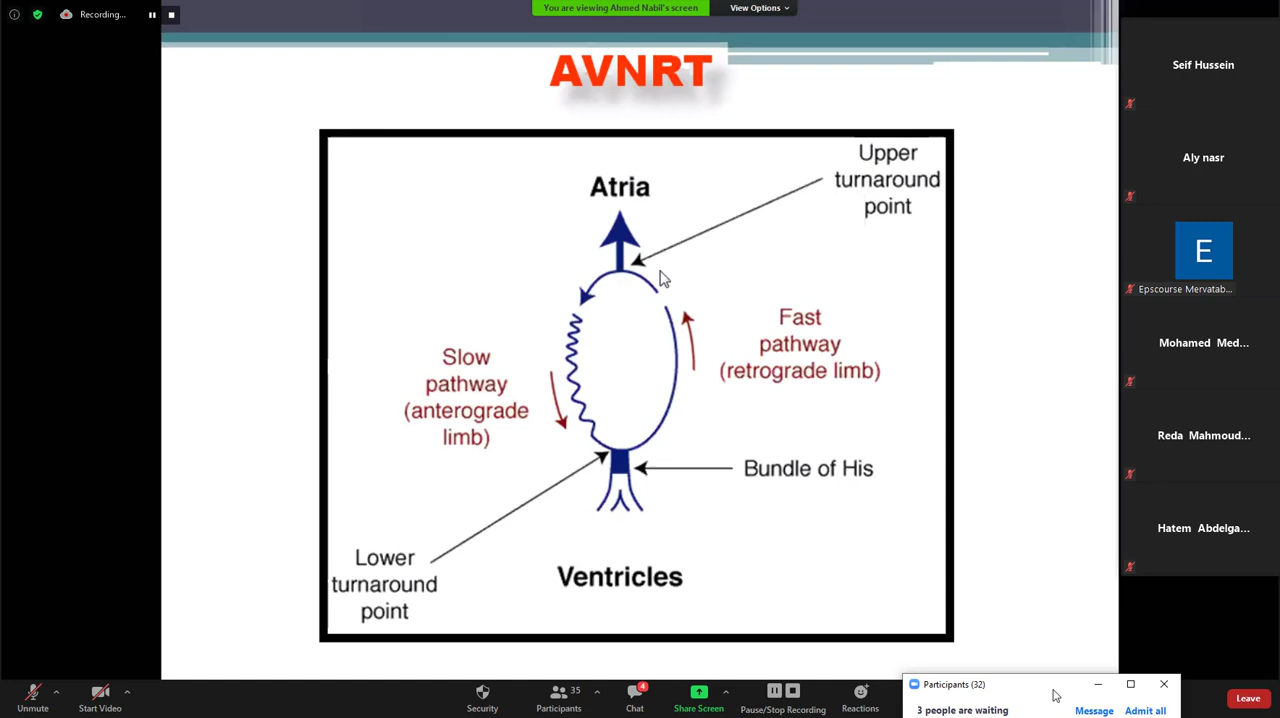 Recording...
You are viewing Ahmed Nabil's screen
View Options
AVNRT
Atria
Upper
turnaround
point
Slow
pathway
(anterograde
limb)
Fast
pathway
(retrograde limb)
Bundle of His
Lower
turnaround
point
Ventricles
Seif Hussein
Aly nasr
E
Epscourse Mervatab...
Mohamed Med...
Reda Mahmoud...
Hatem Abdelga...
Unmute
Start Video
Security
35
Participants
4
Chat
Share Screen
Pause/Stop Recording
Reactions
Participants (32)
3 people are waiting
Message
Admit all
Leave